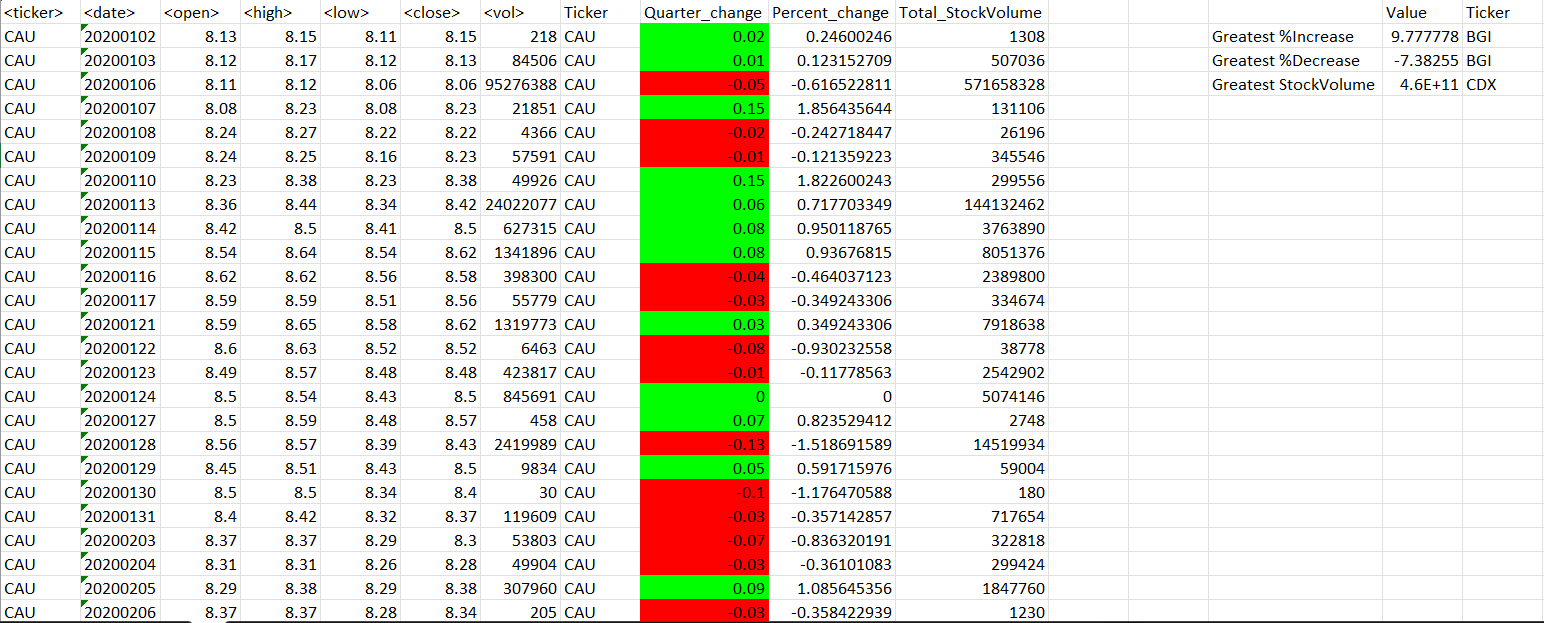 <ticker> <date> <open> <high> <low> <close> <vol> Ticker Quarter_change Percent_change Total_StockVolume Value Ticker
CAU 20200102 8.13 8.15 8.11 8.15 218 CAU 0.02 0.24600246 1308 Greatest %Increase 9.777778 BGI
CAU 20200103 8.12 8.17 8.12 8.13 84506 CAU 0.01 0.123152709 507036 Greatest %Decrease -7.38255 BGI
CAU 20200106 8.11 8.12 8.06 8.06 95276388 CAU -0.05 -0.616522811 571658328 Greatest StockVolume 4.6E+11 CDX
CAU 20200107 8.08 8.23 8.08 8.23 21851 CAU 0.15 1.856435644 131106
CAU 20200108 8.24 8.27 8.22 8.22 4366 CAU -0.02 -0.242718447 26196
CAU 20200109 8.24 8.25 8.16 8.23 57591 CAU -0.01 -0.121359223 345546
CAU 20200110 8.23 8.38 8.23 8.38 49926 CAU 0.15 1.822600243 299556
CAU 20200113 8.36 8.44 8.34 8.42 24022077 CAU 0.06 0.717703349 144132462
CAU 20200114 8.42 8.5 8.41 8.5 627315 CAU 0.08 0.950118765 3763890
CAU 20200115 8.54 8.64 8.54 8.62 1341896 CAU 0.08 0.93676815 8051376
CAU 20200116 8.62 8.62 8.56 8.58 398300 CAU -0.04 -0.464037123 2389800
CAU 20200117 8.59 8.59 8.51 8.56 55779 CAU -0.03 -0.349243306 334674
CAU 20200121 8.59 8.65 8.58 8.62 1319773 CAU 0.03 0.349243306 7918638
CAU 20200122 8.6 8.63 8.52 8.52 6463 CAU -0.08 -0.930232558 38778
CAU 20200123 8.49 8.57 8.48 8.48 423817 CAU -0.01 -0.11778563 2542902
CAU 20200124 8.5 8.54 8.43 8.5 845691 CAU 0 0 5074146
CAU 20200127 8.5 8.59 8.48 8.57 458 CAU 0.07 0.823529412 2748
CAU 20200128 8.56 8.57 8.39 8.43 2419989 CAU -0.13 -1.518691589 14519934
CAU 20200129 8.45 8.51 8.43 8.5 9834 CAU 0.05 0.591715976 59004
CAU 20200130 8.5 8.5 8.34 8.4 30 CAU -0.1 -1.176470588 180
CAU 20200131 8.4 8.42 8.32 8.37 119609 CAU -0.03 -0.357142857 717654
CAU 20200203 8.37 8.37 8.29 8.3 53803 CAU -0.07 -0.836320191 322818
CAU 20200204 8.31 8.31 8.26 8.28 49904 CAU -0.03 -0.36101083 299424
CAU 20200205 8.29 8.38 8.29 8.38 307960 CAU 0.09 1.085645356 1847760
CAU 20200206 8.37 8.37 8.28 8.34 205 CAU -0.03 -0.358422939 1230